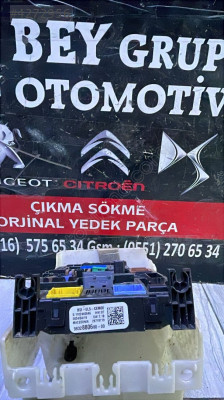 BEY GRUP
OTOMOTİV
PEUGEOT CITROËN
ÇIKMA SÖKME
ORJİNAL YEDEK PARÇA
16) 575 65 34 Gsm : (0551) 270 65 34